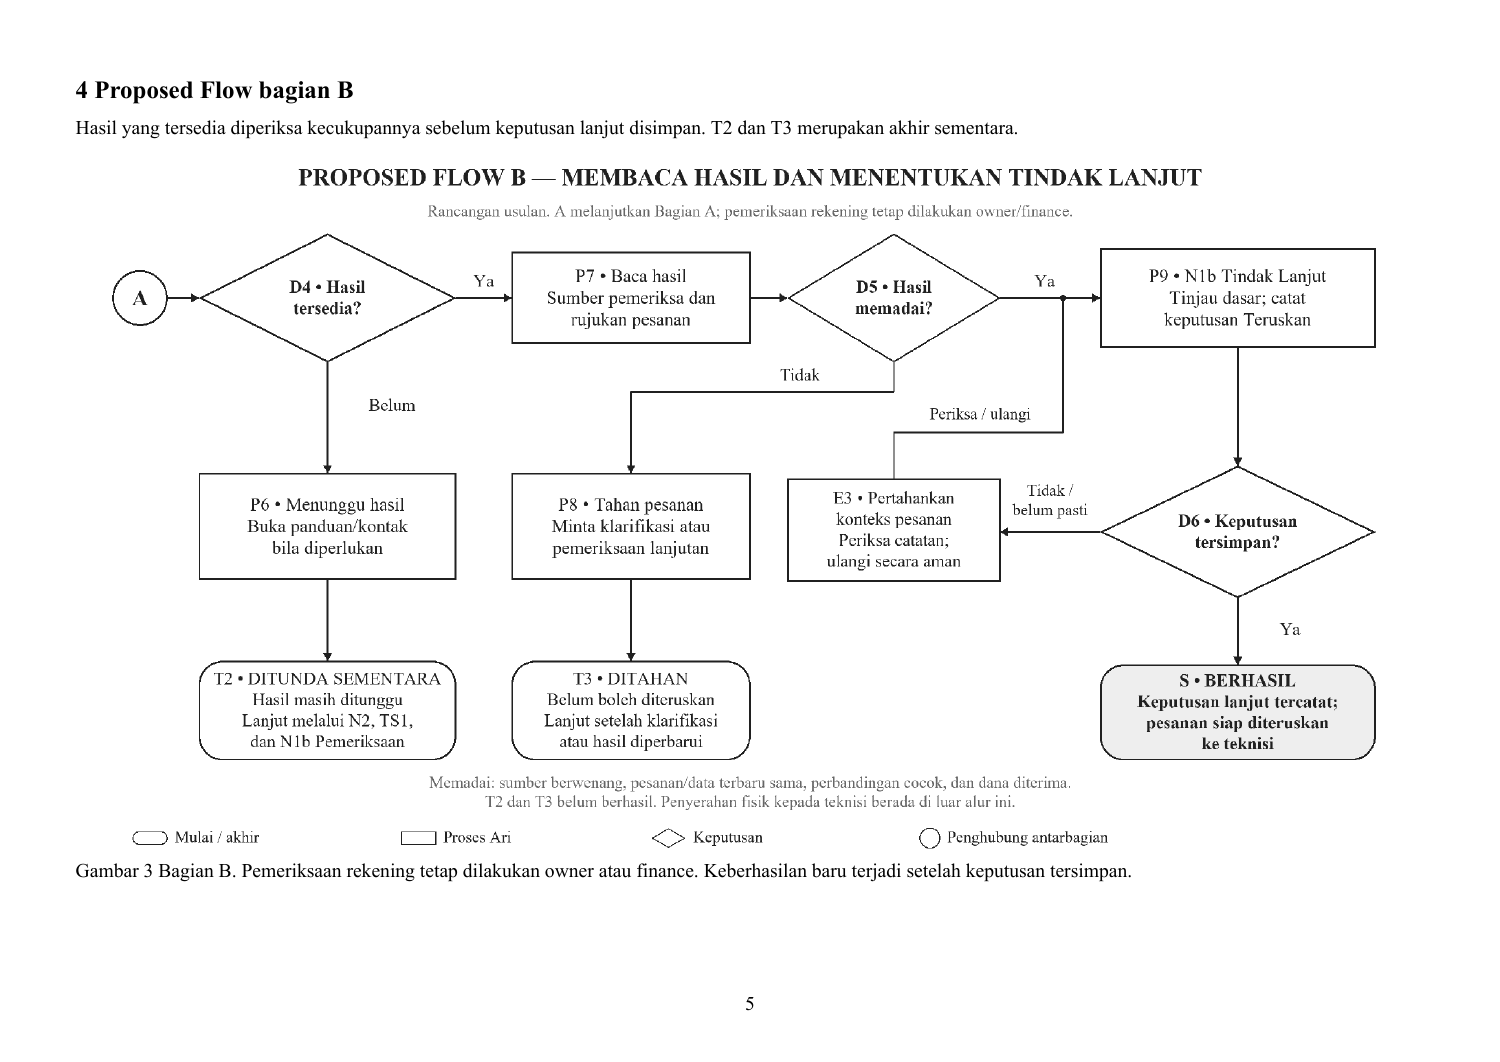 4 Proposed Flow bagian B
Hasil yang tersedia diperiksa kecukupannya sebelum keputusan lanjut disimpan. T2 dan T3 merupakan akhir sementara.
PROPOSED FLOW B — MEMBACA HASIL DAN MENENTUKAN TINDAK LANJUT
Rancangan usulan. A melanjutkan Bagian A; pemeriksaan rekening tetap dilakukan owner/finance.
A
D4 • Hasil
tersedia?
Ya
P7 • Baca hasil
Sumber pemeriksa dan
rujukan pesanan
D5 • Hasil
memadai?
Ya
P9 • N1b Tindak Lanjut
Tinjau dasar; catat
keputusan Teruskan
Belum
Tidak
Periksa / ulangi
P6 • Menunggu hasil
Buka panduan/kontak
bila diperlukan
P8 • Tahan pesanan
Minta klarifikasi atau
pemeriksaan lanjutan
E3 • Pertahankan
konteks pesanan
Periksa catatan;
ulangi secara aman
Tidak /
belum pasti
D6 • Keputusan
tersimpan?
Ya
T2 • DITUNDA SEMENTARA
Hasil masih ditunggu
Lanjut melalui N2, TS1,
dan N1b Pemeriksaan
T3 • DITAHAN
Belum boleh diteruskan
Lanjut setelah klarifikasi
atau hasil diperbarui
S • BERHASIL
Keputusan lanjut tercatat;
pesanan siap diteruskan
ke teknisi
Memadai: sumber berwenang, pesanan/data terbaru sama, perbandingan cocok, dan dana diterima.
T2 dan T3 belum berhasil. Penyerahan fisik kepada teknisi berada di luar alur ini.
Mulai / akhir
Proses Ari
Keputusan
Penghubung antarbagian
Gambar 3 Bagian B. Pemeriksaan rekening tetap dilakukan owner atau finance. Keberhasilan baru terjadi setelah keputusan tersimpan.
5